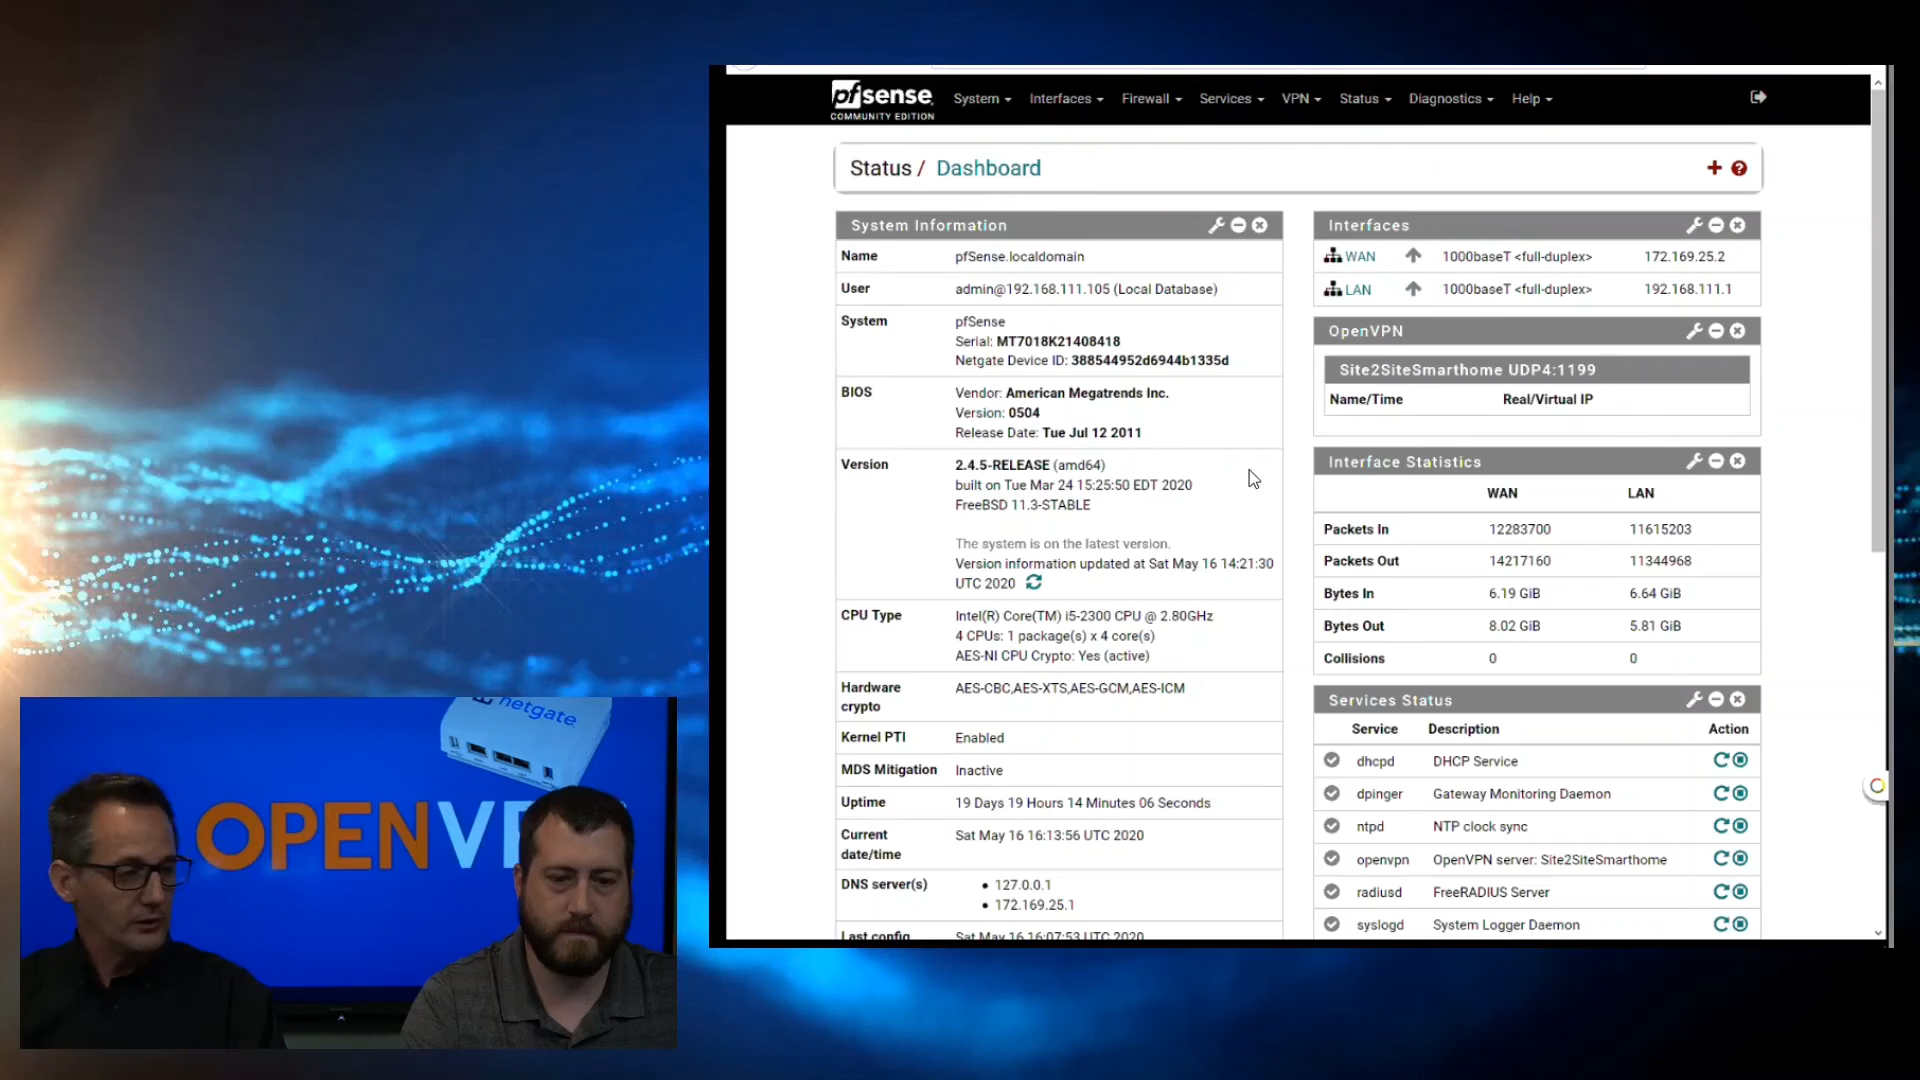 pfsense
COMMUNITY EDITION
System
Interfaces
Firewall
Services
VPN
Status
Diagnostics
Help
Status / Dashboard
System Information
Name pfSense.localdomain
User admin@192.168.111.105 (Local Database)
System pfSense
Serial: MT7018K21408418
Netgate Device ID: 388544952d6944b1335d
BIOS Vendor: American Megatrends Inc.
Version: 0504
Release Date: Tue Jul 12 2011
Version 2.4.5-RELEASE (amd64)
built on Tue Mar 24 15:25:50 EDT 2020
FreeBSD 11.3-STABLE
The system is on the latest version.
Version information updated at Sat May 16 14:21:30
UTC 2020
CPU Type Intel(R) Core(TM) i5-2300 CPU @ 2.80GHz
4 CPUs: 1 package(s) x 4 core(s)
AES-NI CPU Crypto: Yes (active)
Hardware crypto AES-CBC,AES-XTS,AES-GCM,AES-ICM
Kernel PTI Enabled
MDS Mitigation Inactive
Uptime 19 Days 19 Hours 14 Minutes 06 Seconds
Current date/time Sat May 16 16:13:56 UTC 2020
DNS server(s) 127.0.0.1
172.169.25.1
Last config Sat May 16 16:07:53 UTC 2020
Interfaces
WAN 1000baseT <full-duplex> 172.169.25.2
LAN 1000baseT <full-duplex> 192.168.111.1
OpenVPN
Site2SiteSmarthome UDP4:1199
Name/Time Real/Virtual IP
Interface Statistics
WAN LAN
Packets In 12283700 11615203
Packets Out 14217160 11344968
Bytes In 6.19 GiB 6.64 GiB
Bytes Out 8.02 GiB 5.81 GiB
Collisions 0 0
Services Status
Service Description Action
dhcpd DHCP Service
dpinger Gateway Monitoring Daemon
ntpd NTP clock sync
openvpn OpenVPN server: Site2SiteSmarthome
radiusd FreeRADIUS Server
syslogd System Logger Daemon
netgate
OPENV